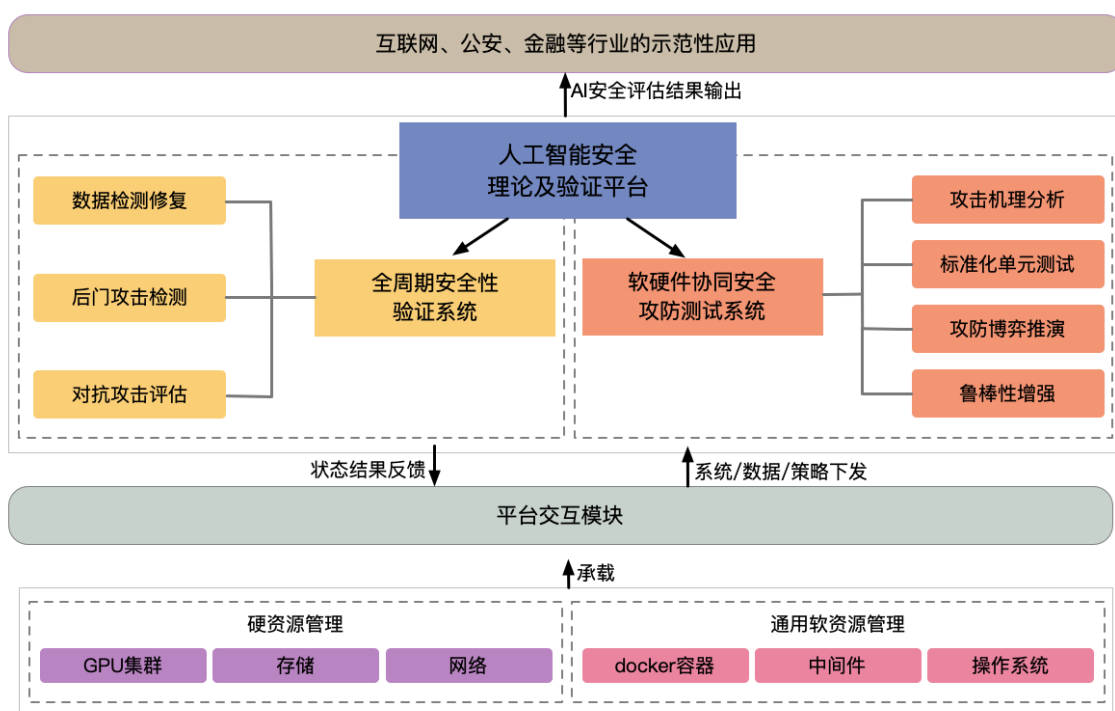 互联网、公安、金融等行业的示范性应用
AI安全评估结果输出
人工智能安全
理论及验证平台
数据检测修复
后门攻击检测
对抗攻击评估
全周期安全性
验证系统
软硬件协同安全
攻防测试系统
攻击机理分析
标准化单元测试
攻防博弈推演
鲁棒性增强
状态结果反馈
系统/数据/策略下发
平台交互模块
承载
硬资源管理
GPU集群
存储
网络
通用软资源管理
docker容器
中间件
操作系统